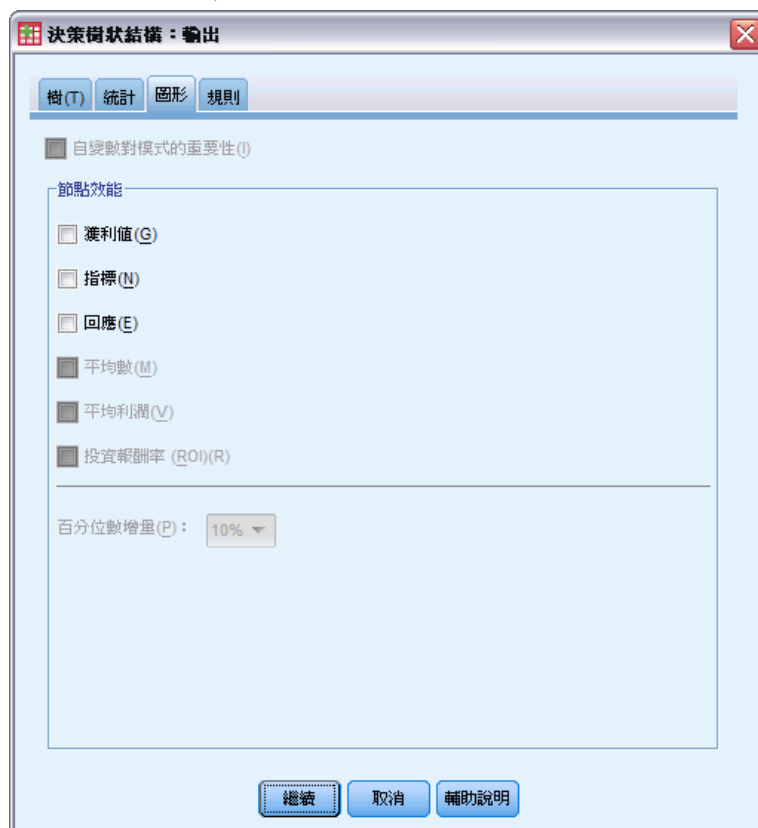 決策樹狀結構：輸出
樹(T) 統計 圖形 規則
自變數對模式的重要性(I)
節點效能
獲利值(G)
指標(N)
回應(E)
平均數(M)
平均利潤(V)
投資報酬率 (ROI)(R)
百分位數增量(P)： 10%
繼續 取消 輔助說明